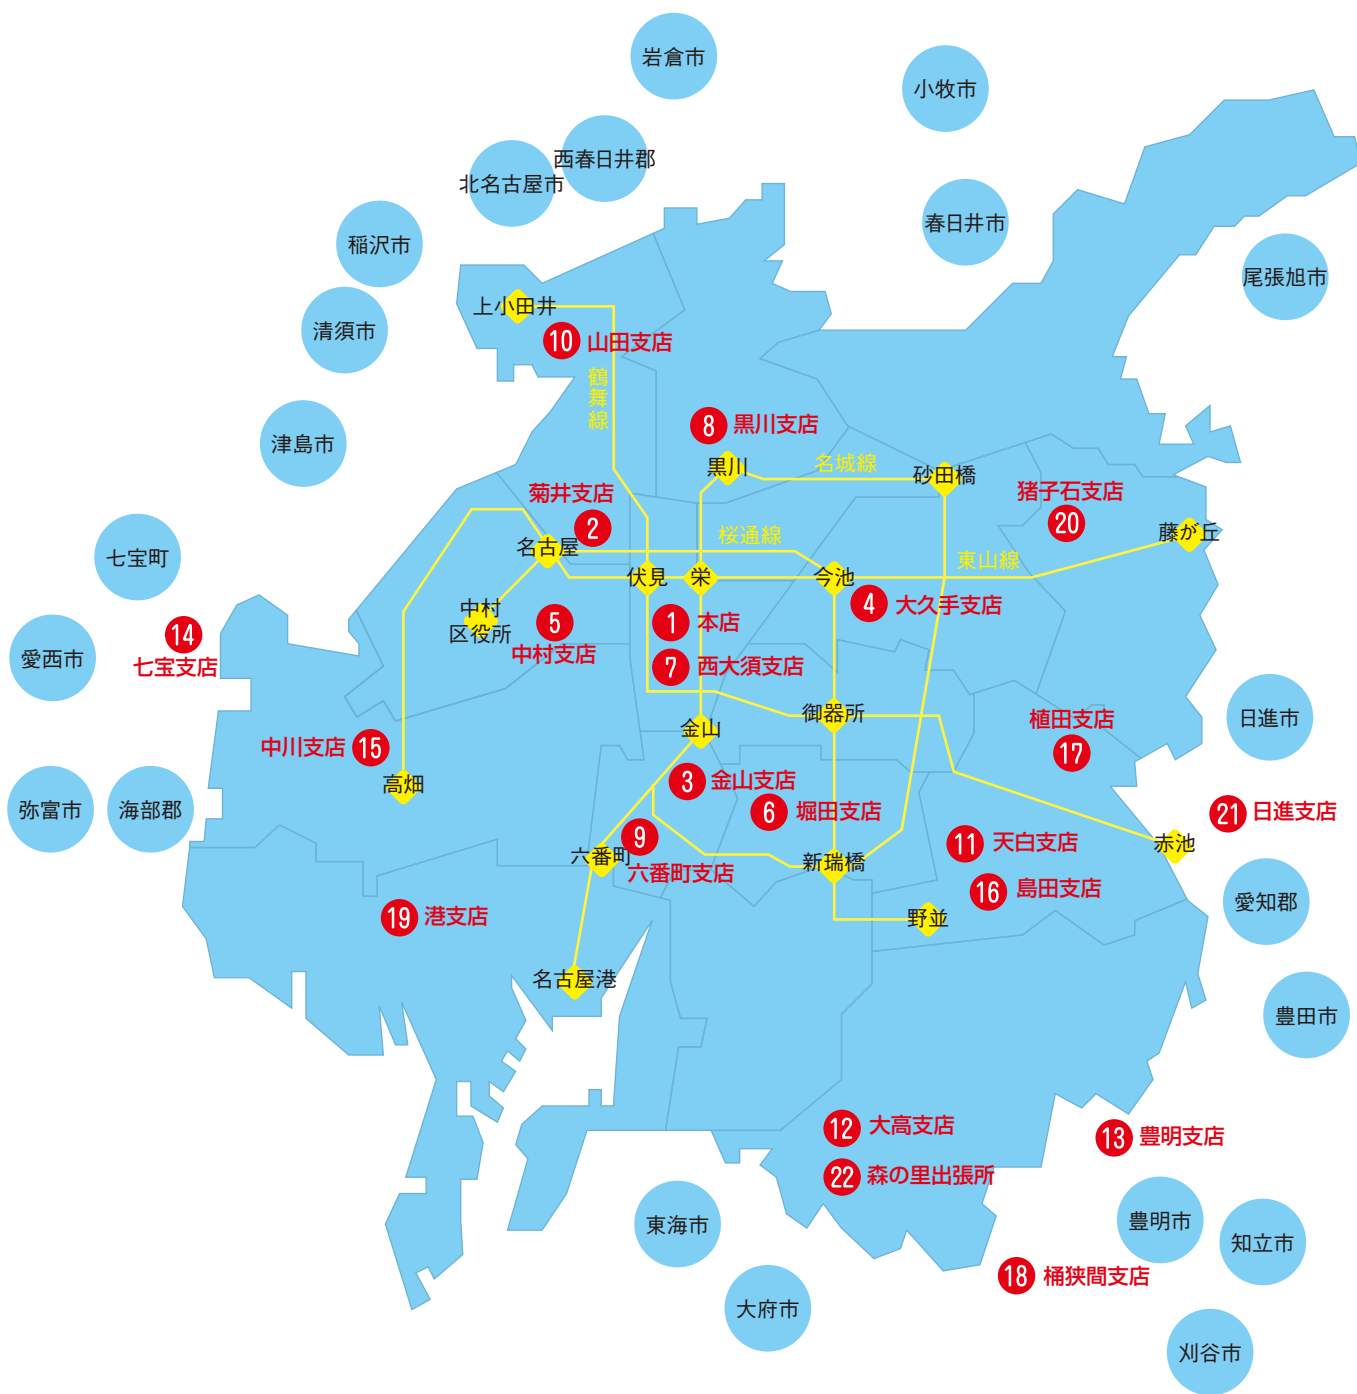 岩倉市
小牧市
西春日井郡
北名古屋市
春日井市
稲沢市
尾張旭市
上小田井
清須市
10 山田支店
鶴舞線
8 黒川支店
津島市
黒川
名城線
砂田橋
菊井支店
2
猪子石支店
20
桜通線
藤が丘
名古屋
七宝町
東山線
伏見
栄
今池
中村
区役所
4 大久手支店
5
中村支店
1 本店
14
七宝支店
愛西市
7 西大須支店
御器所
植田支店
17
日進市
金山
中川支店 15
高畑
3 金山支店
弥富市
海部郡
6 堀田支店
21 日進支店
9
六番町支店
六番町
新瑞橋
11 天白支店
赤池
16 島田支店
愛知郡
19 港支店
野並
名古屋港
豊田市
12 大高支店
13 豊明支店
22 森の里出張所
東海市
豊明市
知立市
18 桶狭間支店
大府市
刈谷市